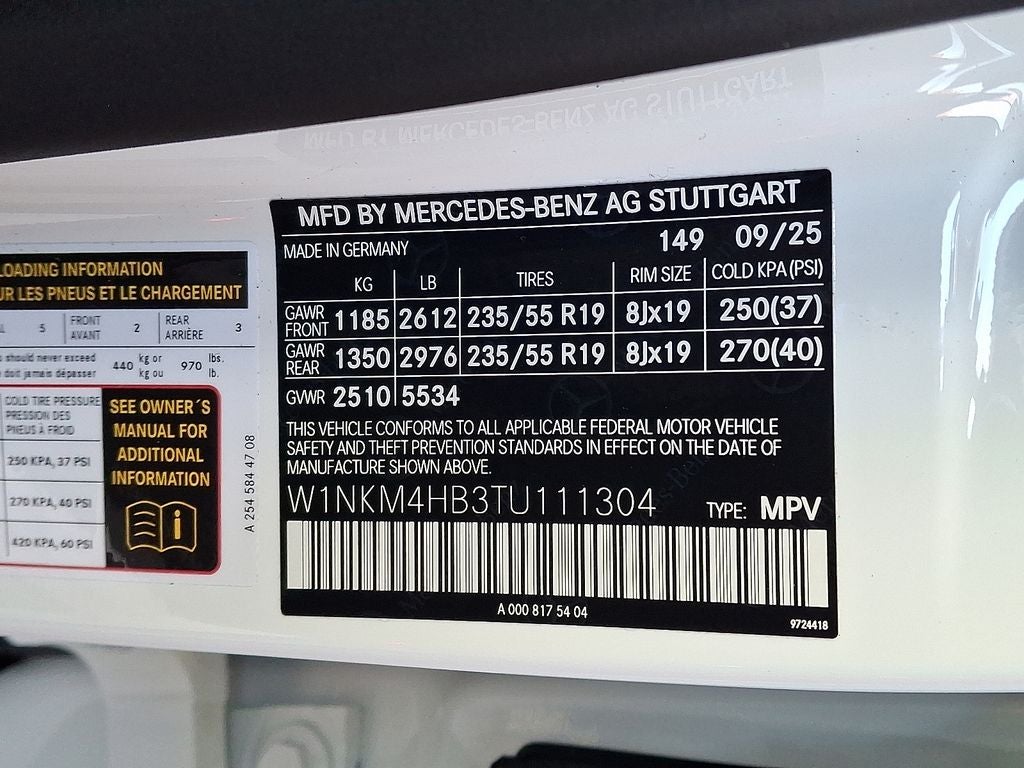 LOADING INFORMATION
UR LES PNEUS ET LE CHARGEMENT
5 FRONT AVANT 2 REAR ARRIÈRE 3
should never exceed 440 kg or 970 lbs.
doit jamais dépasser kg ou lb.
COLD TIRE PRESSURE
PRESSION DES
PNEUS À FROID
250 KPA, 37 PSI
270 KPA, 40 PSI
420 KPA, 60 PSI
SEE OWNER´S
MANUAL FOR
ADDITIONAL
INFORMATION
A 254 584 47 08
MFD BY MERCEDES-BENZ AG STUTTGART
MADE IN GERMANY 149 09/25
KG LB TIRES RIM SIZE COLD KPA (PSI)
GAWR FRONT 1185 2612 235/55 R19 8Jx19 250(37)
GAWR REAR 1350 2976 235/55 R19 8Jx19 270(40)
GVWR 2510 5534
THIS VEHICLE CONFORMS TO ALL APPLICABLE FEDERAL MOTOR VEHICLE
SAFETY AND THEFT PREVENTION STANDARDS IN EFFECT ON THE DATE OF
MANUFACTURE SHOWN ABOVE.
W1NKM4HB3TU111304 TYPE: MPV
A 000 817 54 04
9724418